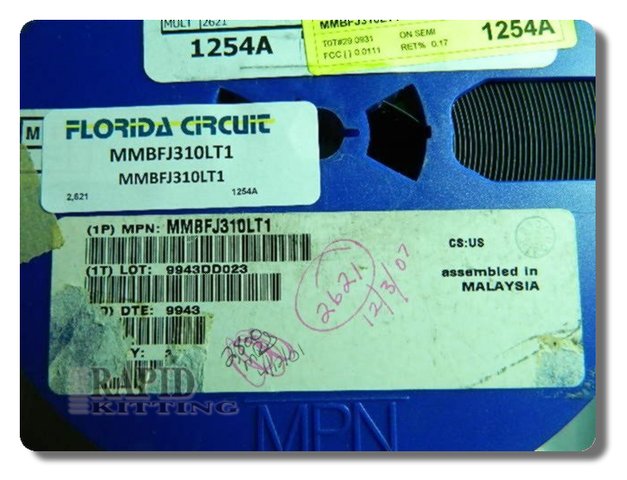 MULT 2621
1254A
MMBFJ310LT1
TOT#29.0931 ON SEMI
FCC ( ) 0.0111 RET% 0.17
1254A
M
FLORIDA CIRCUIT
MMBFJ310LT1
MMBFJ310LT1
2,621 1254A
(1P) MPN: MMBFJ310LT1
CS:US
(1T) LOT: 9943DD023
assembled in
MALAYSIA
D) DTE: 9943
Y:
2621
12/3/07
RAPID
KITTING
MPN